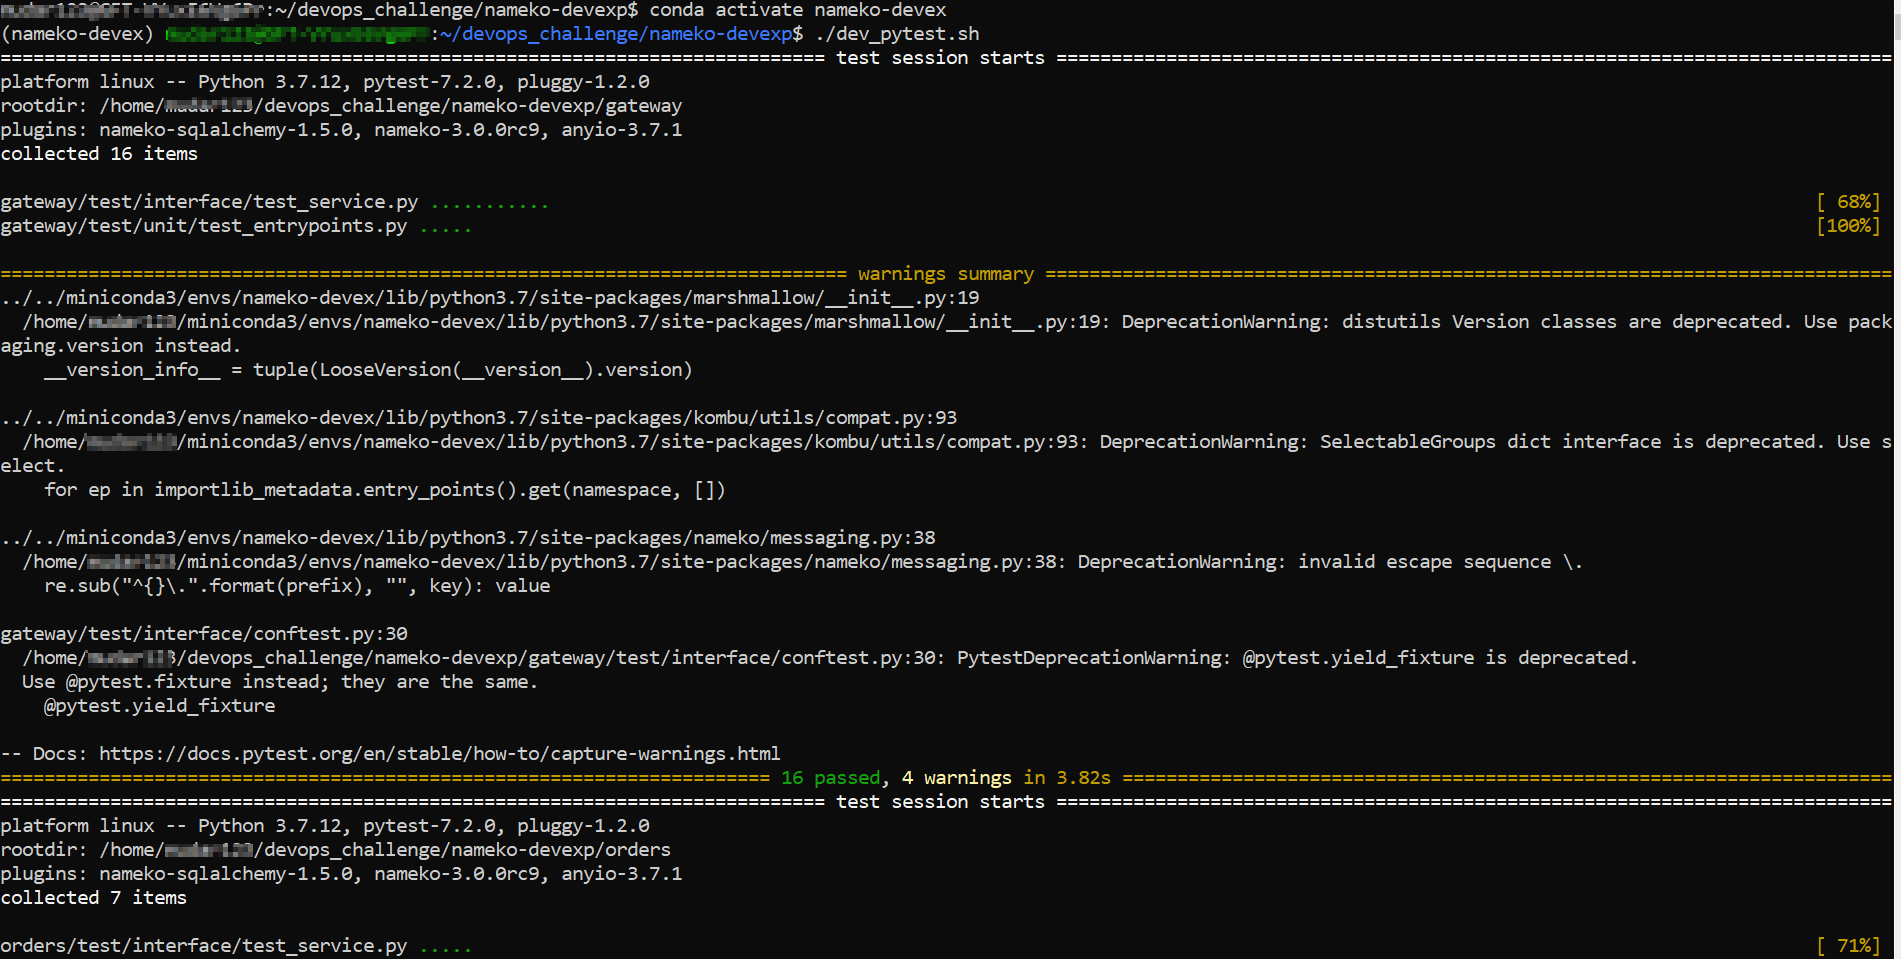 :~/devops_challenge/nameko-devexp$ conda activate nameko-devex
(nameko-devex) :~/devops_challenge/nameko-devexp$ ./dev_pytest.sh
=========================================================================== test session starts ============================================================================
platform linux -- Python 3.7.12, pytest-7.2.0, pluggy-1.2.0
rootdir: /home/ /devops_challenge/nameko-devexp/gateway
plugins: nameko-sqlalchemy-1.5.0, nameko-3.0.0rc9, anyio-3.7.1
collected 16 items
gateway/test/interface/test_service.py ........... [ 68%]
gateway/test/unit/test_entrypoints.py ..... [100%]
============================================================================= warnings summary =============================================================================
../../miniconda3/envs/nameko-devex/lib/python3.7/site-packages/marshmallow/__init__.py:19
/home/ /miniconda3/envs/nameko-devex/lib/python3.7/site-packages/marshmallow/__init__.py:19: DeprecationWarning: distutils Version classes are deprecated. Use pack
aging.version instead.
__version_info__ = tuple(LooseVersion(__version__).version)
../../miniconda3/envs/nameko-devex/lib/python3.7/site-packages/kombu/utils/compat.py:93
/home/ /miniconda3/envs/nameko-devex/lib/python3.7/site-packages/kombu/utils/compat.py:93: DeprecationWarning: SelectableGroups dict interface is deprecated. Use s
elect.
for ep in importlib_metadata.entry_points().get(namespace, [])
../../miniconda3/envs/nameko-devex/lib/python3.7/site-packages/nameko/messaging.py:38
/home/ /miniconda3/envs/nameko-devex/lib/python3.7/site-packages/nameko/messaging.py:38: DeprecationWarning: invalid escape sequence \.
re.sub("^{}\.".format(prefix), "", key): value
gateway/test/interface/conftest.py:30
/home/ /devops_challenge/nameko-devexp/gateway/test/interface/conftest.py:30: PytestDeprecationWarning: @pytest.yield_fixture is deprecated.
Use @pytest.fixture instead; they are the same.
@pytest.yield_fixture
-- Docs: https://docs.pytest.org/en/stable/how-to/capture-warnings.html
====================================================================== 16 passed, 4 warnings in 3.82s ======================================================================
=========================================================================== test session starts ============================================================================
platform linux -- Python 3.7.12, pytest-7.2.0, pluggy-1.2.0
rootdir: /home/ /devops_challenge/nameko-devexp/orders
plugins: nameko-sqlalchemy-1.5.0, nameko-3.0.0rc9, anyio-3.7.1
collected 7 items
orders/test/interface/test_service.py ..... [ 71%]